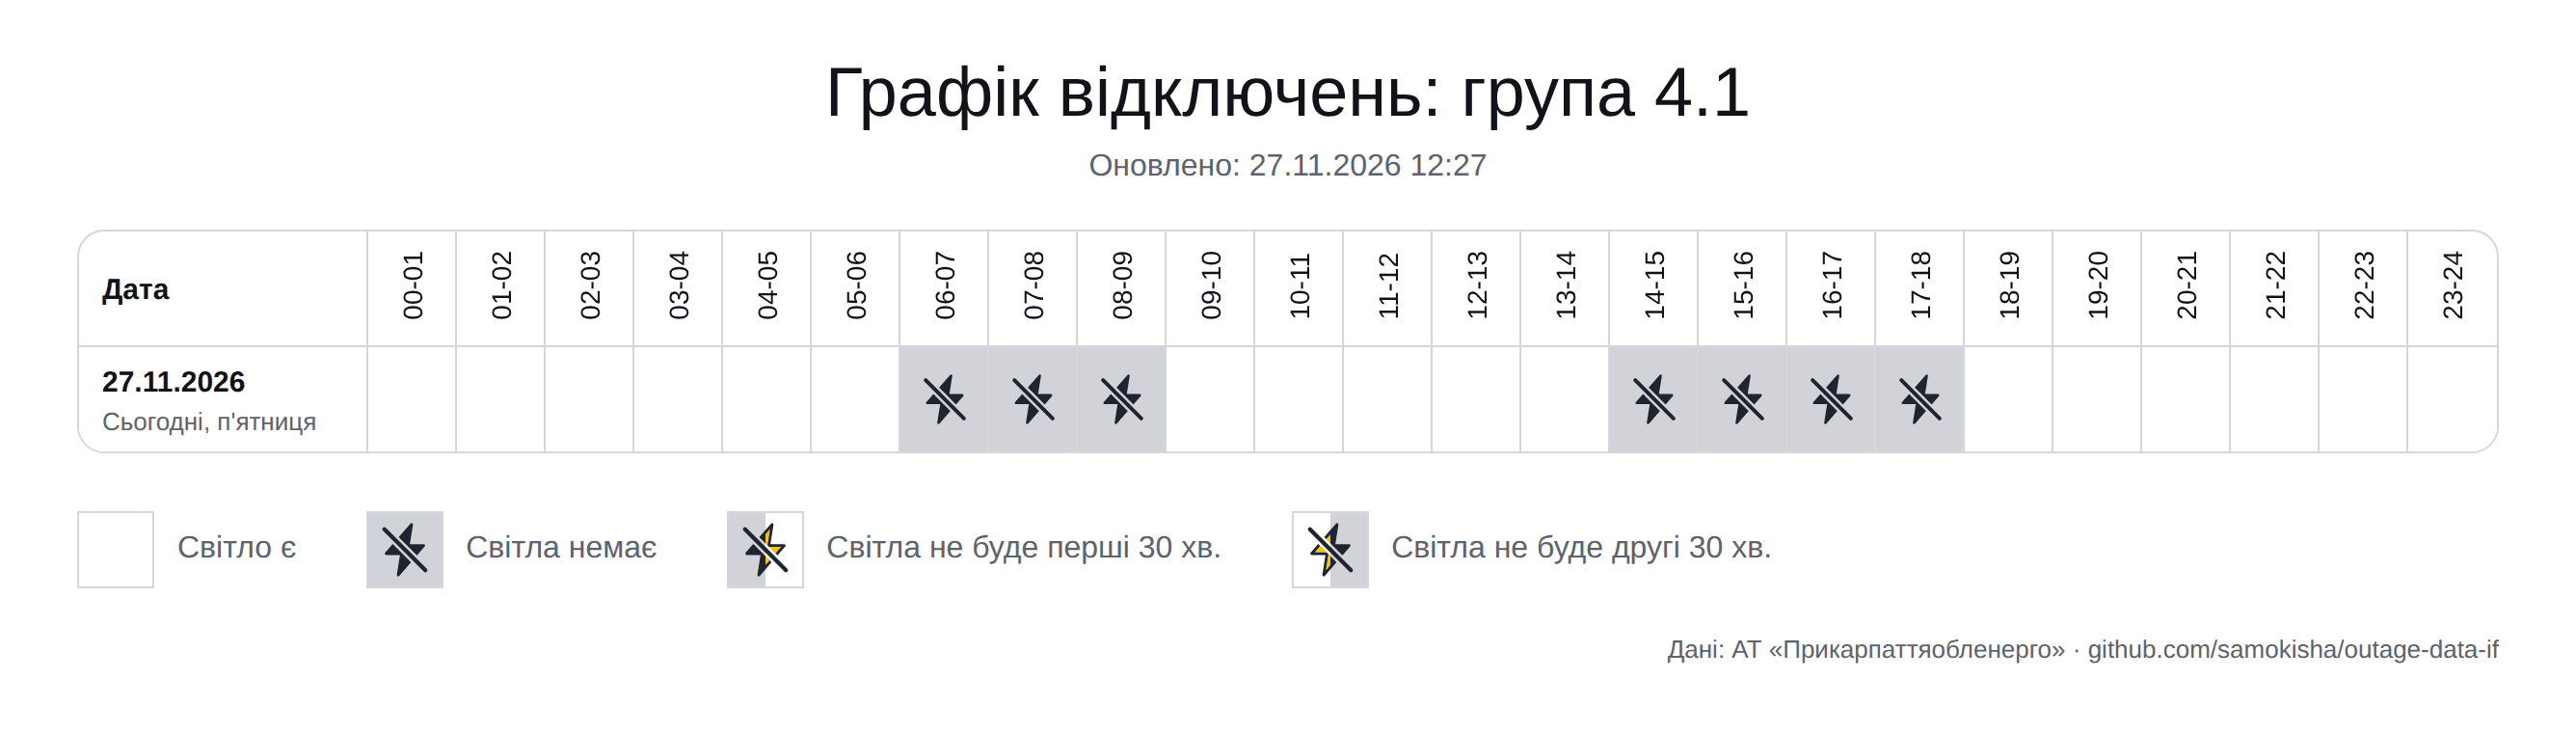 Графік відключень: група 4.1
Оновлено: 27.11.2026 12:27
Дата 00-01 01-02 02-03 03-04 04-05 05-06 06-07 07-08 08-09 09-10 10-11 11-12 12-13 13-14 14-15 15-16 16-17 17-18 18-19 19-20 20-21 21-22 22-23 23-24
27.11.2026
Сьогодні, п'ятниця
Світло є Світла немає Світла не буде перші 30 хв. Світла не буде другі 30 хв.
Дані: АТ «Прикарпаттяобленерго» · github.com/samokisha/outage-data-if